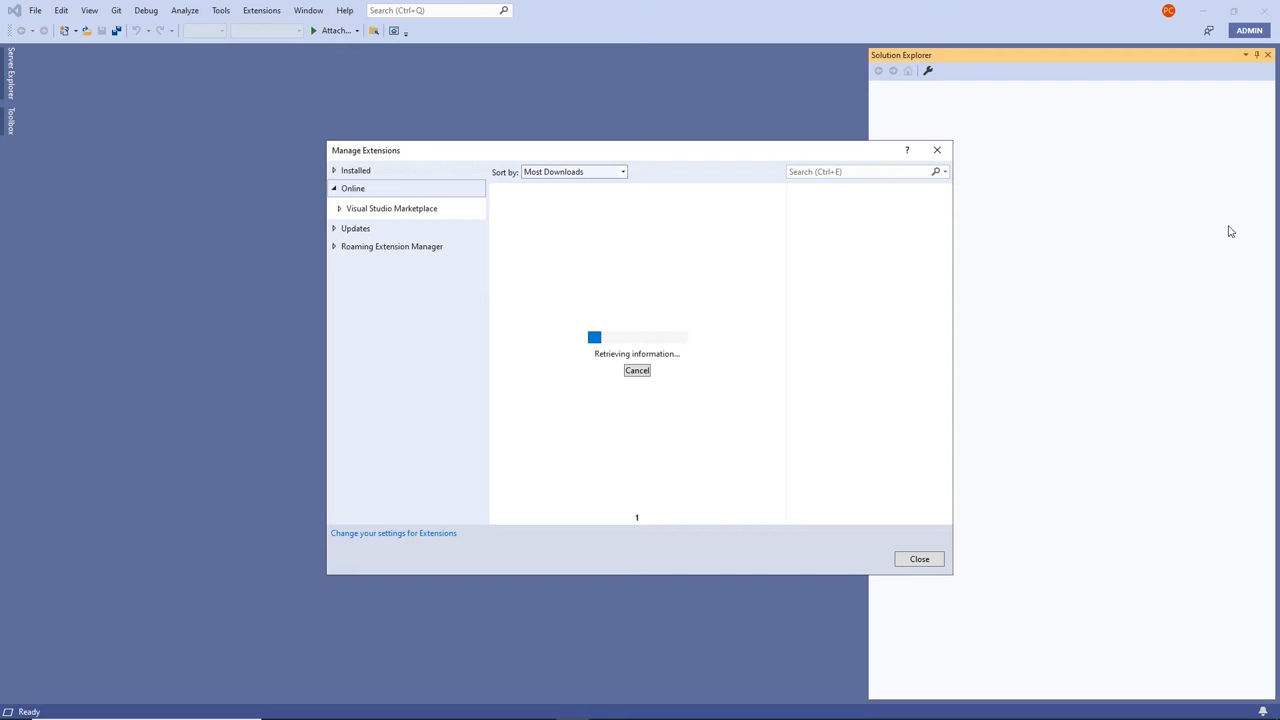 File Edit View Git Debug Analyze Tools Extensions Window Help Search (Ctrl+Q) PC
Attach... ADMIN
Server Explorer
Toolbox
Solution Explorer
Manage Extensions ?
Installed
Online
Visual Studio Marketplace
Updates
Roaming Extension Manager
Sort by: Most Downloads
Search (Ctrl+E)
Retrieving information...
Cancel
1
Change your settings for Extensions
Close
Ready